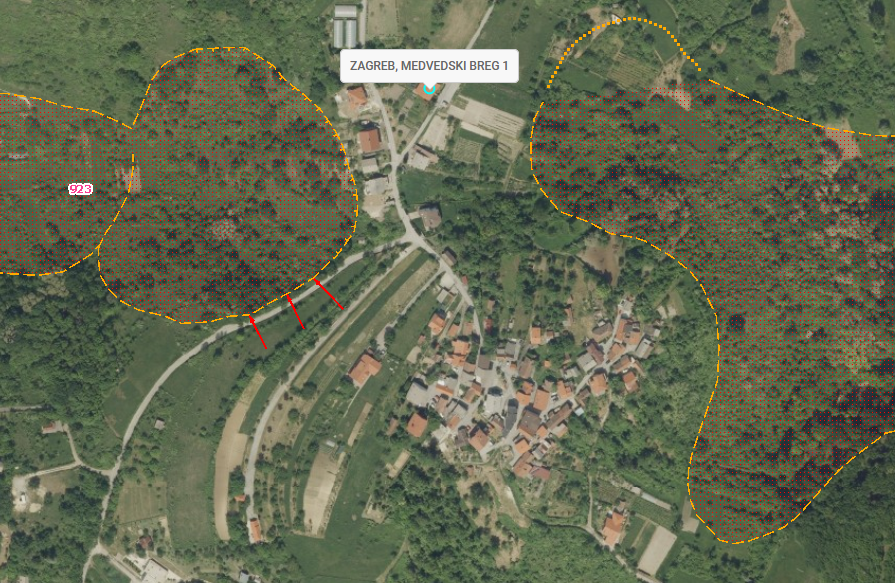 ZAGREB, MEDVEDSKI BREG 1
923